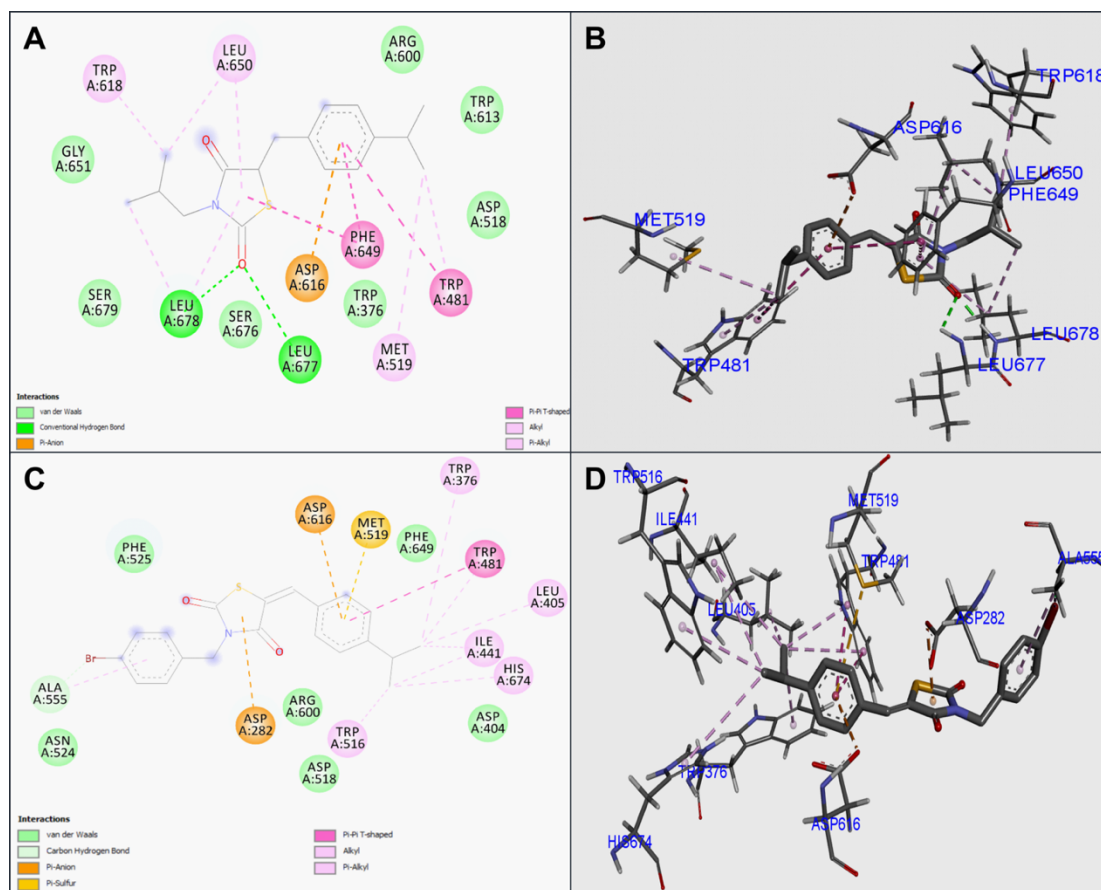 A
LEU
A:650
ARG
A:600
TRP
A:618
TRP
A:613
GLY
A:651
O
N
S
O
ASP
A:518
PHE
A:649
ASP
A:616
TRP
A:376
TRP
A:481
SER
A:679
LEU
A:678
SER
A:676
LEU
A:677
MET
A:519
Interactions
van der Waals
Conventional Hydrogen Bond
Pi-Anion
Pi-Pi T-shaped
Alkyl
Pi-Alkyl
B
TRP618
ASP616
LEU650
PHE649
MET519
TRP481
LEU678
LEU677
C
TRP
A:376
ASP
A:616
MET
A:519
PHE
A:649
TRP
A:481
PHE
A:525
LEU
A:405
S
O
N
O
Br
ILE
A:441
HIS
A:674
ALA
A:555
ASN
A:524
ASP
A:282
ARG
A:600
TRP
A:516
ASP
A:404
ASP
A:518
Interactions
van der Waals
Carbon Hydrogen Bond
Pi-Anion
Pi-Sulfur
Pi-Pi T-shaped
Alkyl
Pi-Alkyl
D
TRP516
ILE441
MET519
TRP481
ALA555
LEU405
ASP282
TRP376
ASP616
HIS674